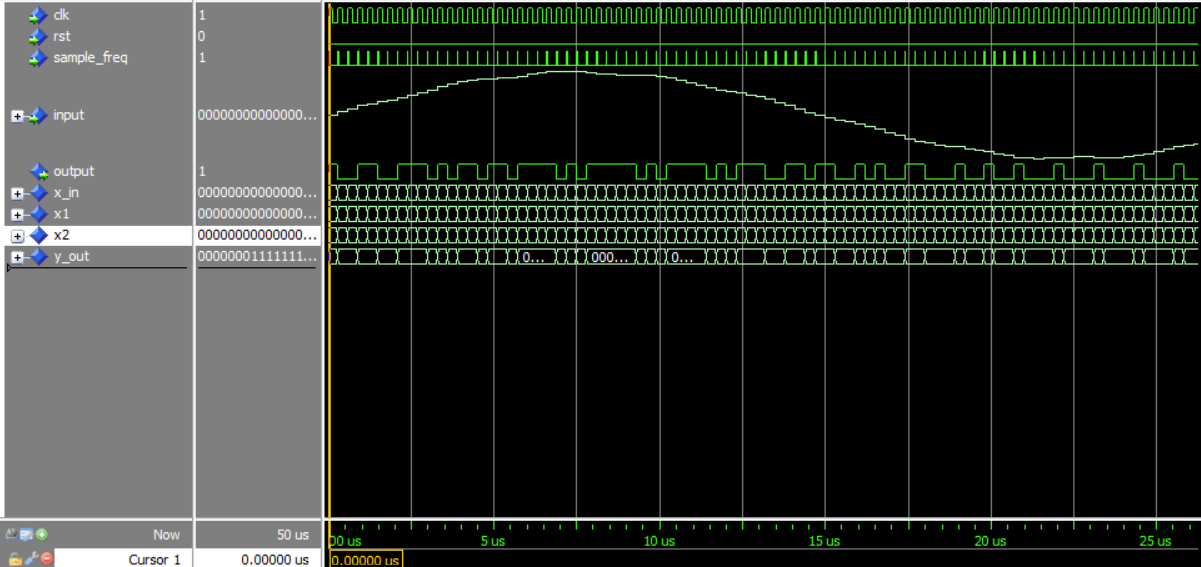 clk 1
rst 0
sample_freq 1
input 00000000000000...
output 1
x_in 00000000000000...
x1 00000000000000...
x2 00000000000000...
y_out 00000001111111... 0... 000... 0...
Now 50 us 00 us 5 us 10 us 15 us 20 us 25 us
Cursor 1 0.00000 us 0.00000 us